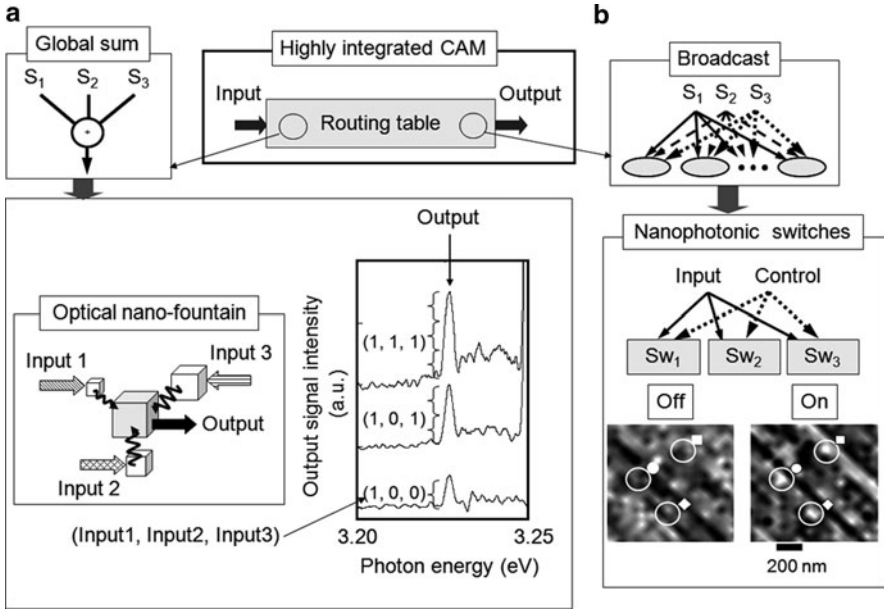 a
Global sum
S1 S2 S3
+
Highly integrated CAM
Input
Output
Routing table
b
Broadcast
S1 S2 S3
Optical nano-fountain
Input 1
Input 3
Output
Input 2
(Input1, Input2, Input3)
Output
Output signal intensity
(a.u.)
(1, 1, 1)
(1, 0, 1)
(1, 0, 0)
3.20
3.25
Photon energy (eV)
Nanophotonic switches
Input Control
Sw1 Sw2 Sw3
Off On
200 nm